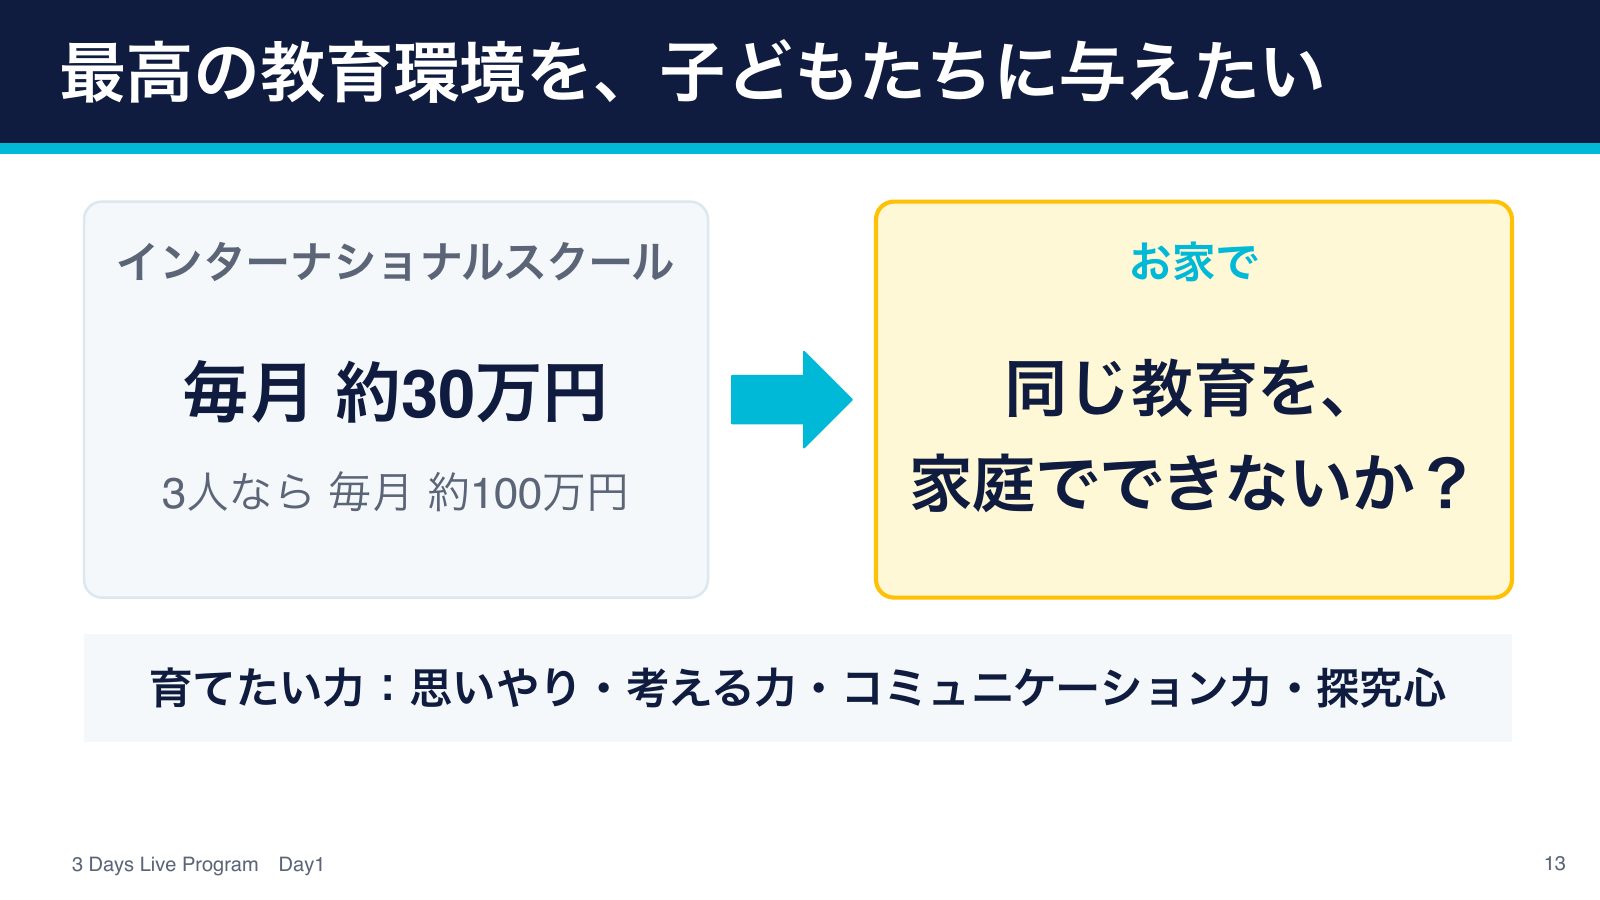 最高の教育環境を、子どもたちに与えたい
インターナショナルスクール
毎月 約30万円
3人なら 毎月 約100万円
お家で
同じ教育を、
家庭でできないか？
育てたい力：思いやり・考える力・コミュニケーション力・探究心
3 Days Live Program　Day1
13